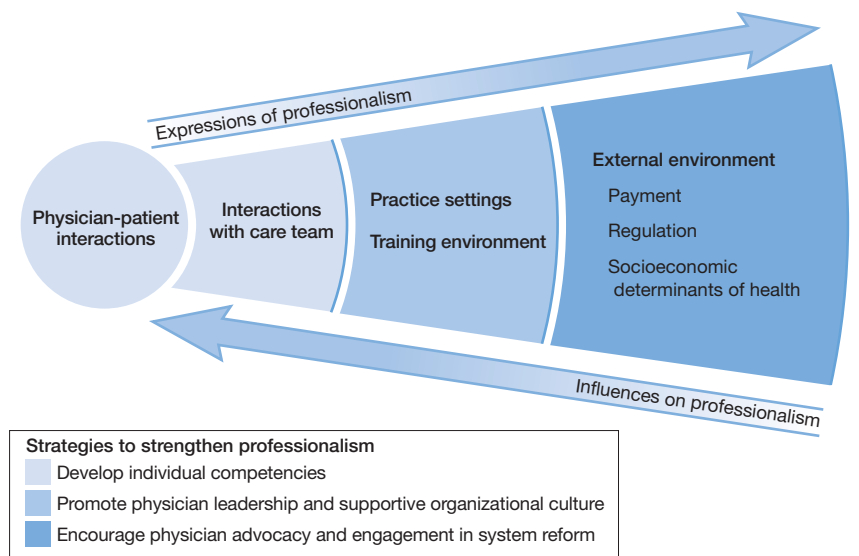 Expressions of professionalism
Physician-patient
interactions
Interactions
with care team
Practice settings
Training environment
External environment
Payment
Regulation
Socioeconomic
determinants of health
Influences on professionalism
Strategies to strengthen professionalism
Develop individual competencies
Promote physician leadership and supportive organizational culture
Encourage physician advocacy and engagement in system reform